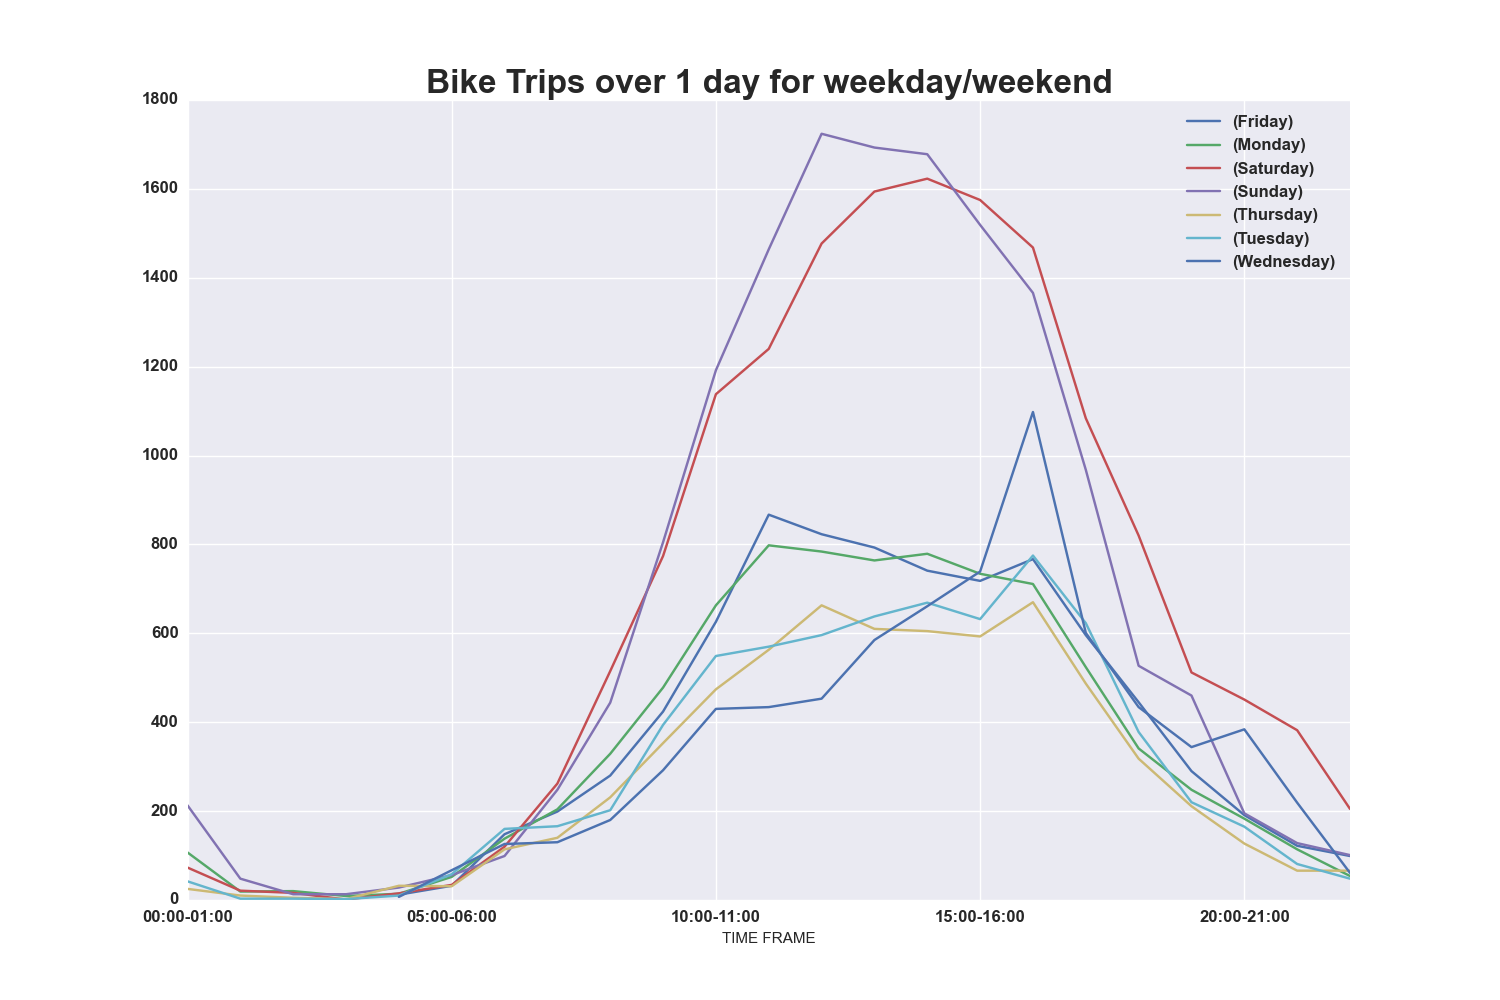 Bike Trips over 1 day for weekday/weekend
1800
1600
1400
1200
1000
800
600
400
200
0
(Friday)
(Monday)
(Saturday)
(Sunday)
(Thursday)
(Tuesday)
(Wednesday)
00:00-01:00 05:00-06:00 10:00-11:00 15:00-16:00 20:00-21:00
TIME FRAME